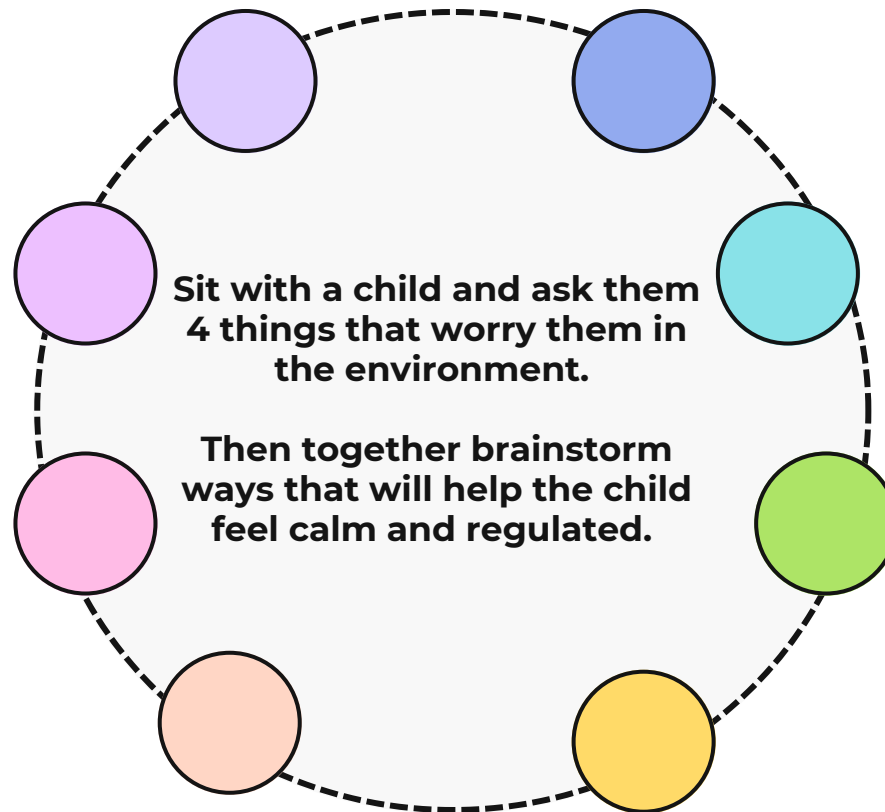 Sit with a child and ask them
4 things that worry them in
the environment.
Then together brainstorm
ways that will help the child
feel calm and regulated.